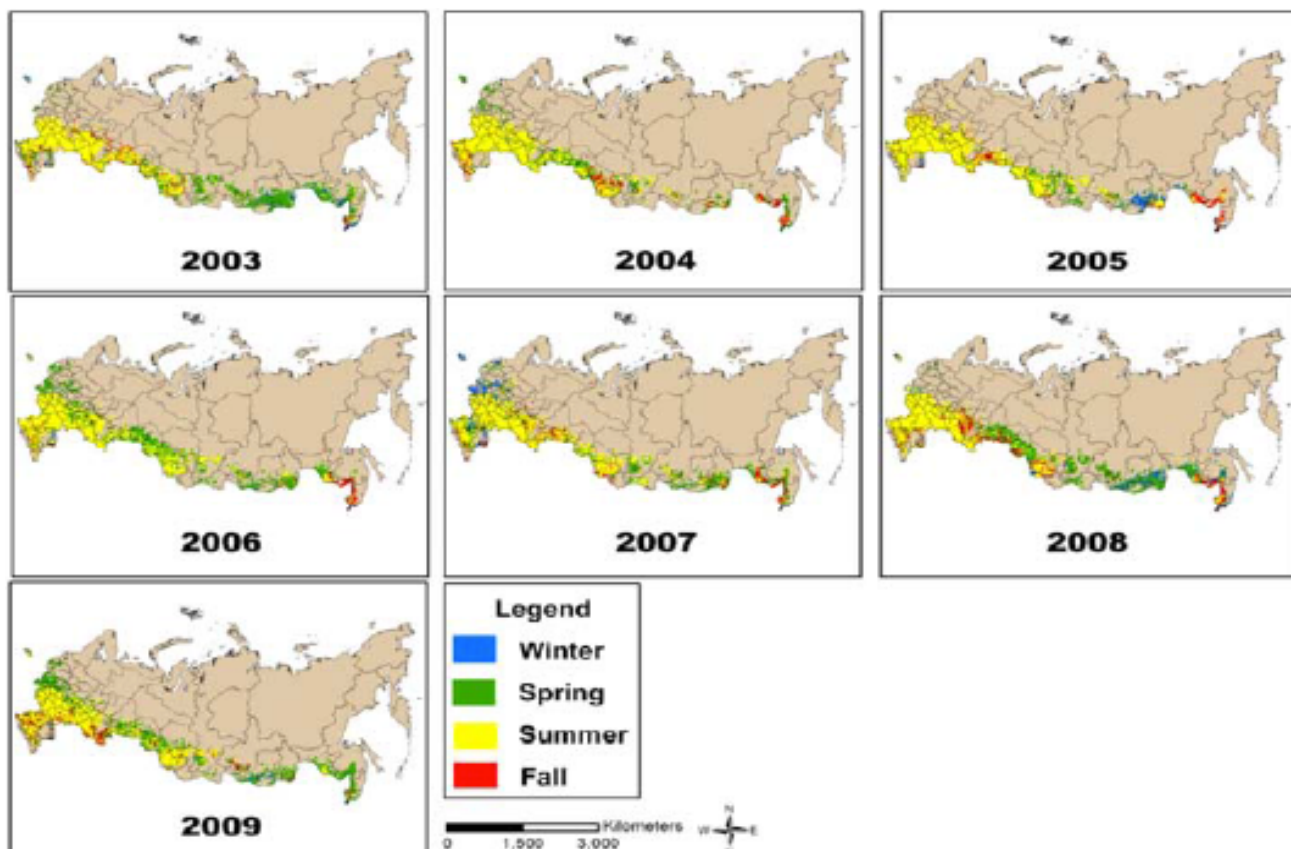 2003
2004
2005
2006
2007
2008
2009
Legend
Winter
Spring
Summer
Fall
Kilometers
0 1,500 3,000
N
W E
S